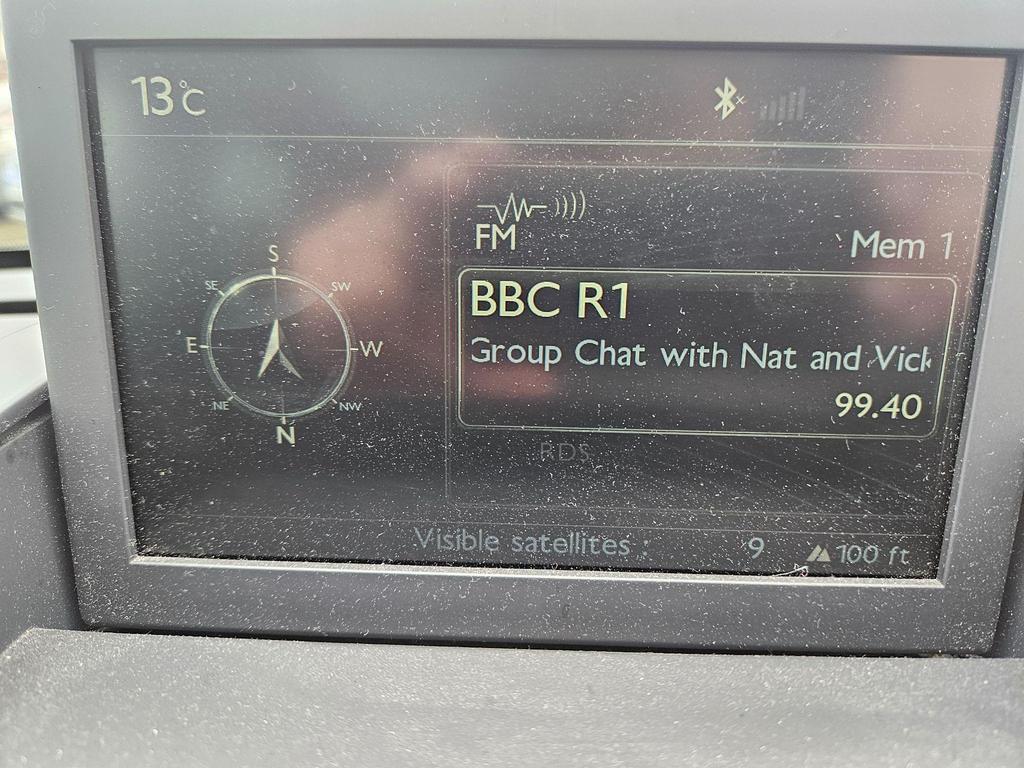 13°C
FM
Mem 1
BBC R1
Group Chat with Nat and Vick
99.40
RDS
S
SE
SW
E
W
NE
NW
N
Visible satellites : 9 100 ft